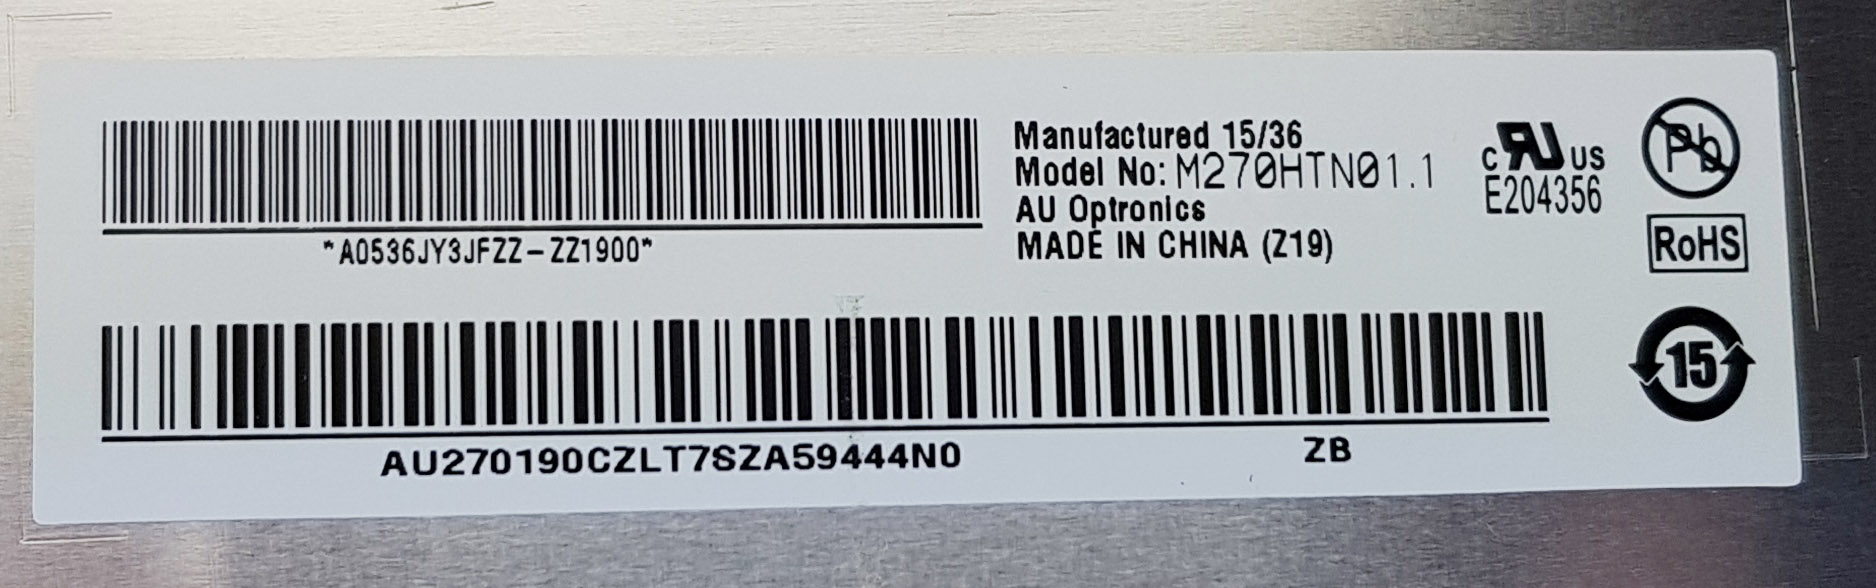 Manufactured 15/36
Model No: M270HTN01.1
AU Optronics
MADE IN CHINA (Z19)
*A0536JY3JFZZ-ZZ1900*
c RU US
E204356
Pb
RoHS
15
AU270190CZLT7SZA59444N0 ZB